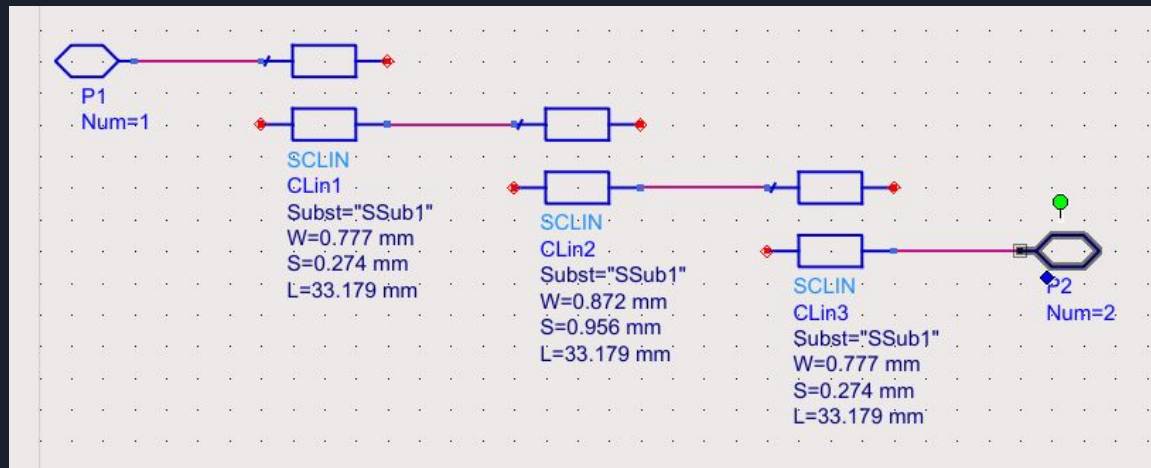 P1
Num=1
SCLIN
CLin1
Subst="SSub1"
W=0.777 mm
S=0.274 mm
L=33.179 mm
SCLIN
CLin2
Subst="SSub1"
W=0.872 mm
S=0.956 mm
L=33.179 mm
SCLIN
CLin3
Subst="SSub1"
W=0.777 mm
S=0.274 mm
L=33.179 mm
P2
Num=2